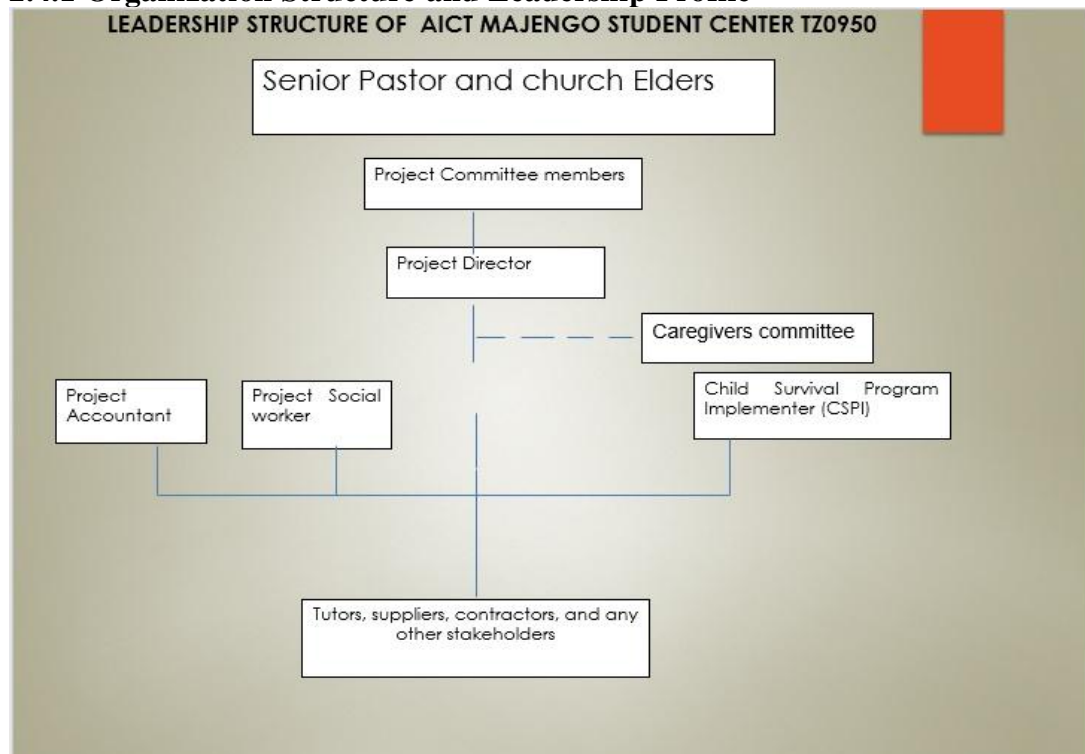 LEADERSHIP STRUCTURE OF AICT MAJENGO STUDENT CENTER TZ0950
Senior Pastor and church Elders
Project Committee members
Project Director
Caregivers committee
Project
Accountant
Project Social
worker
Child Survival Program
Implementer (CSPI)
Tutors, suppliers, contractors, and any
other stakeholders